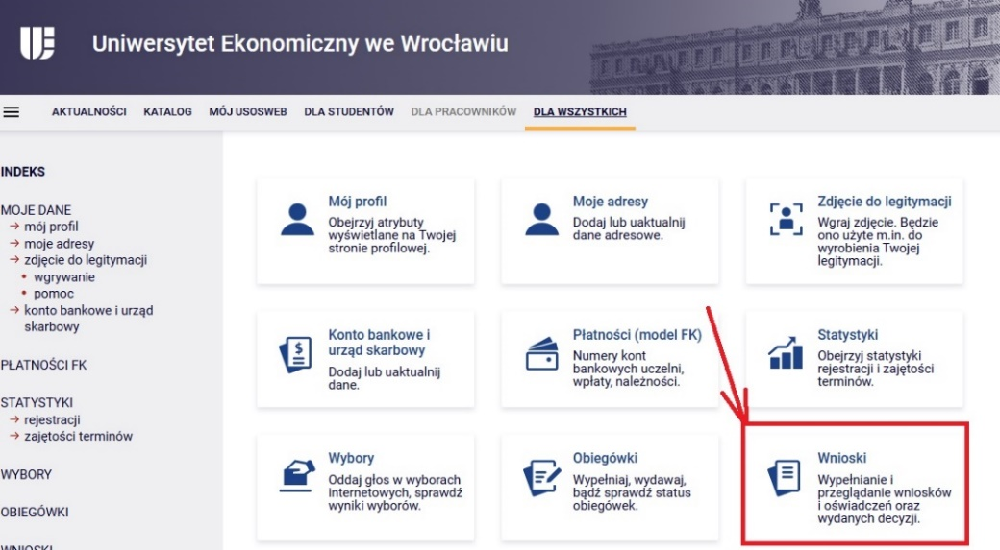 Uniwersytet Ekonomiczny we Wrocławiu
AKTUALNOŚCI KATALOG MÓJ USOSWEB DLA STUDENTÓW DLA PRACOWNIKÓW DLA WSZYSTKICH
INDEKS
MOJE DANE
→ mój profil
→ moje adresy
→ zdjęcie do legitymacji
• wgrywanie
• pomoc
→ konto bankowe i urząd
skarbowy
PŁATNOŚCI FK
STATYSTYKI
→ rejestracji
→ zajętości terminów
WYBORY
OBIEGÓWKI
WNIOSKI
Mój profil
Obejrzyj atrybuty
wyświetlane na Twojej
stronie profilowej.
Moje adresy
Dodaj lub uaktualnij
dane adresowe.
Zdjęcie do legitymacji
Wgraj zdjęcie. Będzie
ono użyte m.in. do
wyrobienia Twojej
legitymacji.
Konto bankowe i
urząd skarbowy
Dodaj lub uaktualnij
dane.
Płatności (model FK)
Numery kont
bankowych uczelni,
wpłaty, należności.
Statystyki
Obejrzyj statystyki
rejestracji i zajętości
terminów.
Wybory
Oddaj głos w wyborach
internetowych, sprawdź
wyniki wyborów.
Obiegówki
Wypełniaj, wydawaj,
bądź sprawdź status
obiegówek.
Wnioski
Wypełnianie i
przeglądanie wniosków
i oświadczeń oraz
wydanych decyzji.